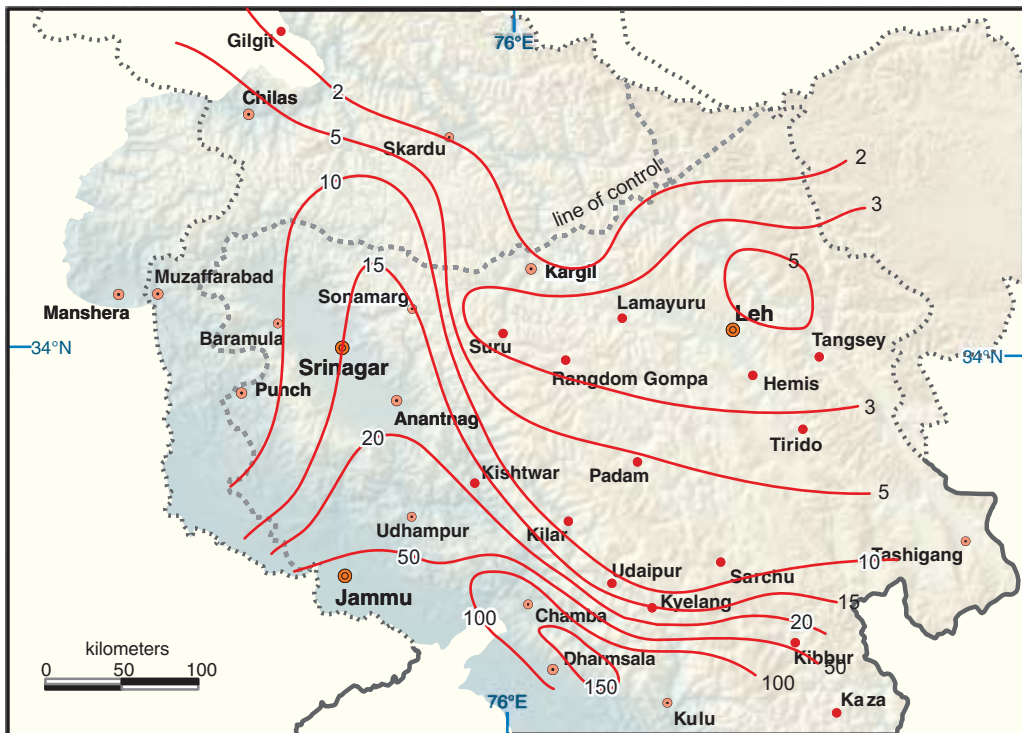 76°E
Gilgit
2
Chilas
5
Skardu
10
line of control
2
3
15
Kargil
5
Muzaffarabad
Manshera
Sonamarg
Lamayuru
Leh
Baramula
Suru
Tangsey
34°N
34°N
Srinagar
Rangdom Gompa
Hemis
Punch
Anantnag
3
Tirido
20
Kishtwar
Padam
5
Udhampur
Kilar
Tashigang
50
10
Udaipur
Sarchu
Jammu
Kyelang
15
100
Chamba
20
kilometers
Dharmsala
Kibbur
50
0 50 100
150
100
76°E
Kulu
Kaza